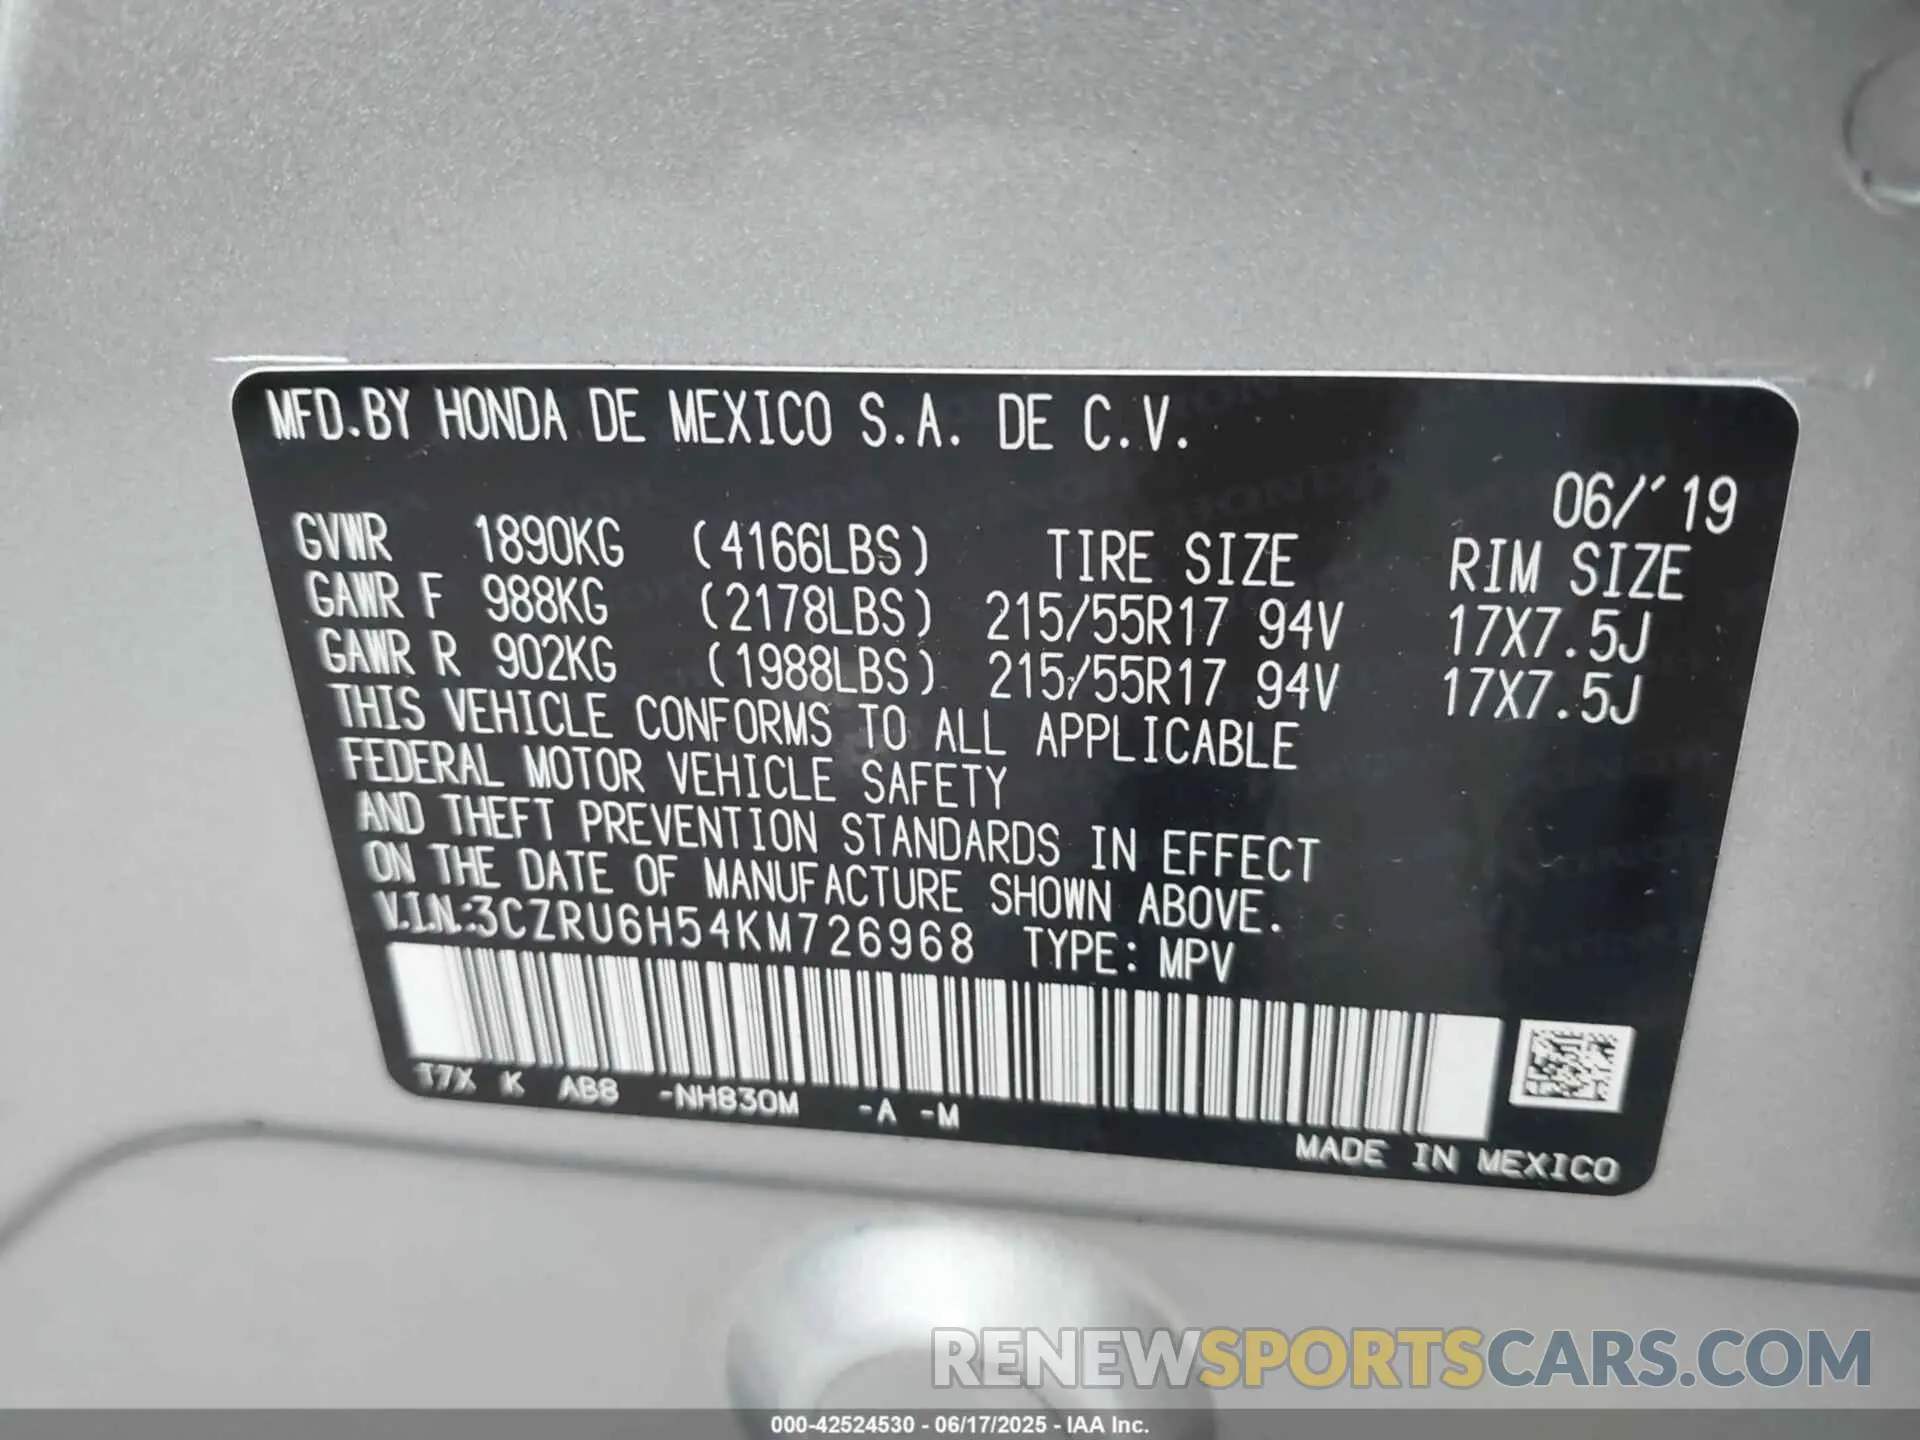 MFD.BY HONDA DE MEXICO S.A. DE C.V.
06/'19
GVWR 1890KG (4166LBS) TIRE SIZE RIM SIZE
GAWR F 988KG (2178LBS) 215/55R17 94V 17X7.5J
GAWR R 902KG (1988LBS) 215/55R17 94V 17X7.5J
THIS VEHICLE CONFORMS TO ALL APPLICABLE
FEDERAL MOTOR VEHICLE SAFETY
AND THEFT PREVENTION STANDARDS IN EFFECT
ON THE DATE OF MANUFACTURE SHOWN ABOVE.
V.I.N.:3CZRU6H54KM726968 TYPE: MPV
T7X K AB8 -NH830M -A -M
MADE IN MEXICO
RENEWSPORTSCARS.COM
000-42524530 - 06/17/2025 - IAA Inc.